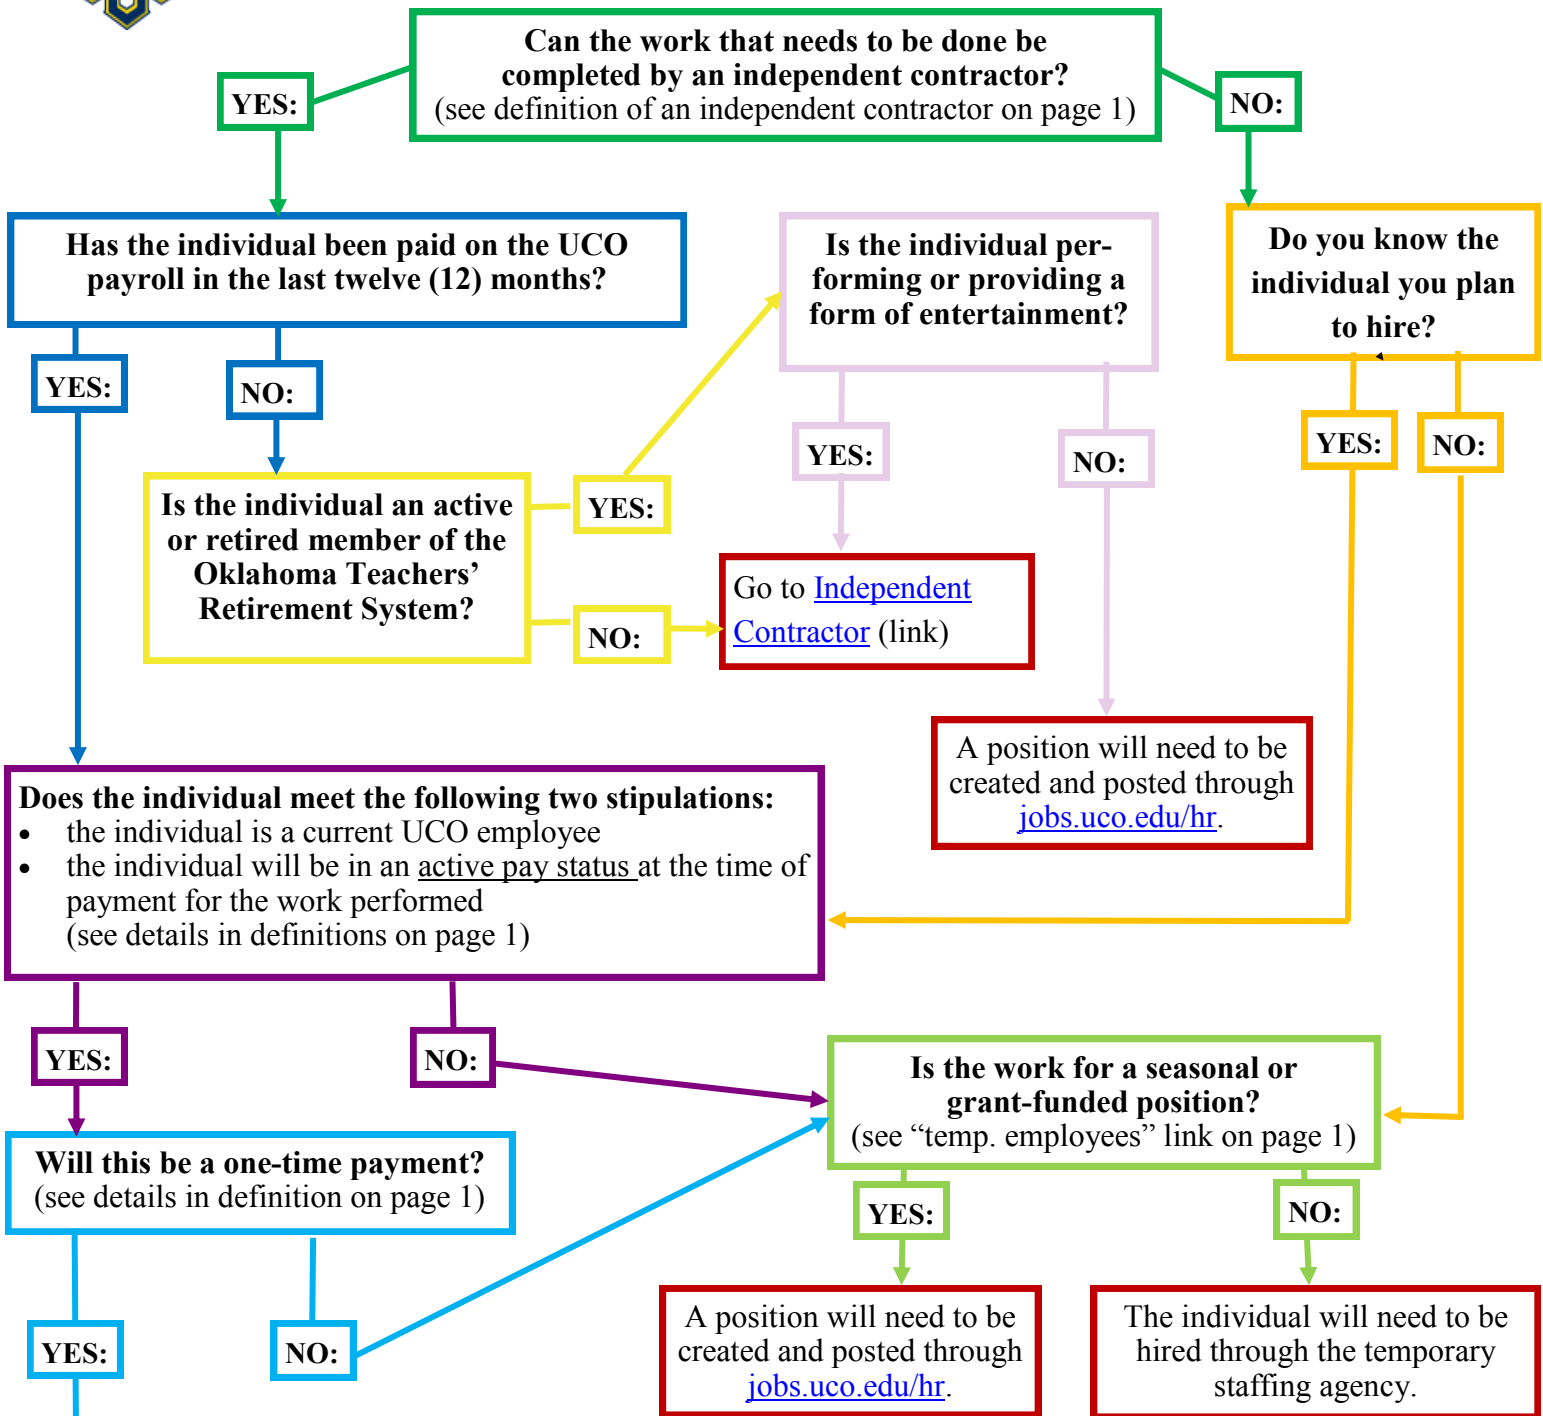 Can the work that needs to be done be
completed by an independent contractor?
(see definition of an independent contractor on page 1)
YES:
NO:
Has the individual been paid on the UCO
payroll in the last twelve (12) months?
Is the individual per-
forming or providing a
form of entertainment?
Do you know the
individual you plan
to hire?
YES:
NO:
YES:
NO:
YES:
NO:
Is the individual an active
or retired member of the
Oklahoma Teachers’
Retirement System?
YES:
NO:
Go to Independent
Contractor (link)
A position will need to be
created and posted through
jobs.uco.edu/hr.
Does the individual meet the following two stipulations:
• the individual is a current UCO employee
• the individual will be in an active pay status at the time of
payment for the work performed
(see details in definitions on page 1)
YES:
NO:
Is the work for a seasonal or
grant-funded position?
(see “temp. employees” link on page 1)
Will this be a one-time payment?
(see details in definition on page 1)
YES:
NO:
YES:
NO:
A position will need to be
created and posted through
jobs.uco.edu/hr.
The individual will need to be
hired through the temporary
staffing agency.